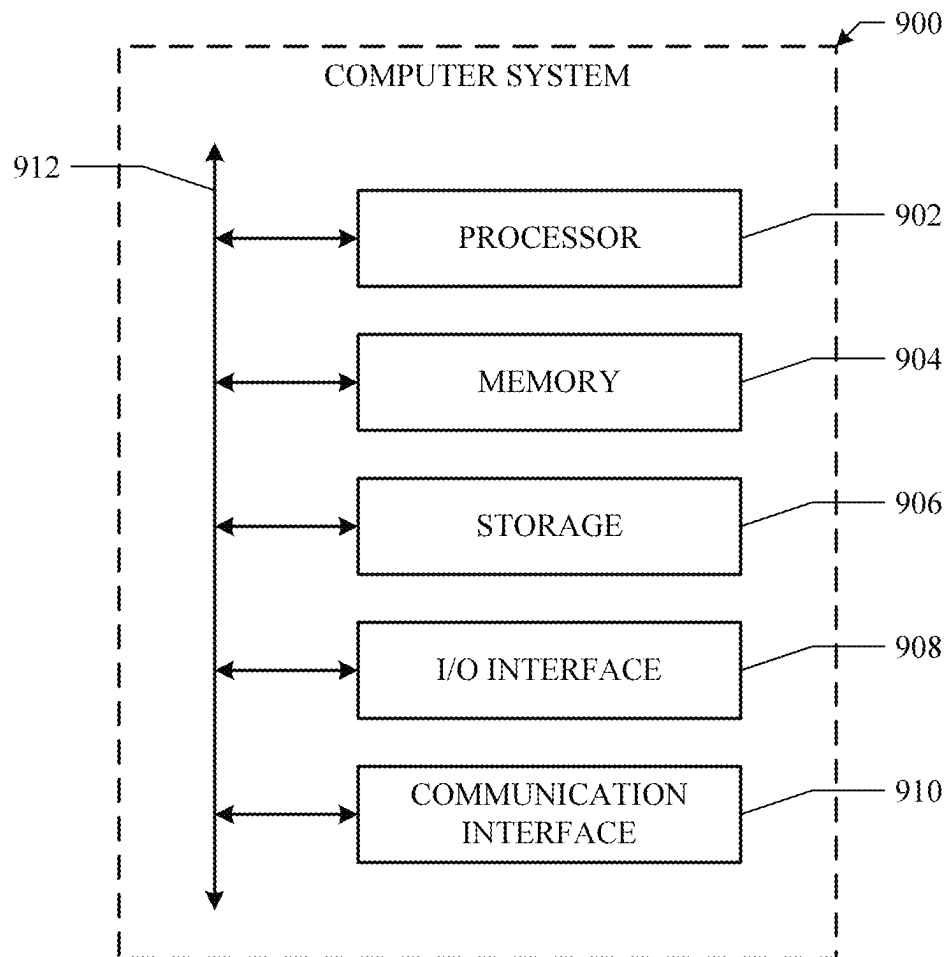 900
COMPUTER SYSTEM
912
PROCESSOR
902
MEMORY
904
STORAGE
906
I/O INTERFACE
908
COMMUNICATION
INTERFACE
910